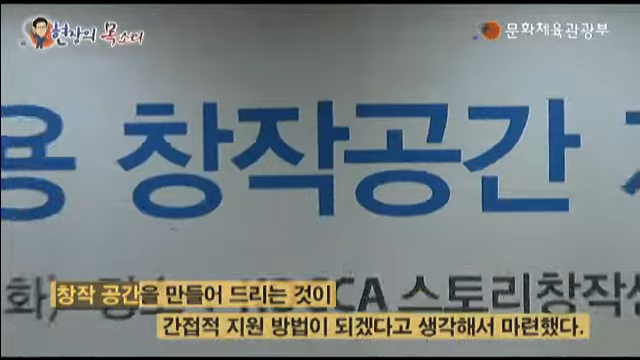 현장의 목소리
문화체육관광부
용 창작공간
KOCCA 스토리창작
창작 공간을 만들어 드리는 것이
간접적 지원 방법이 되겠다고 생각해서 마련했다.